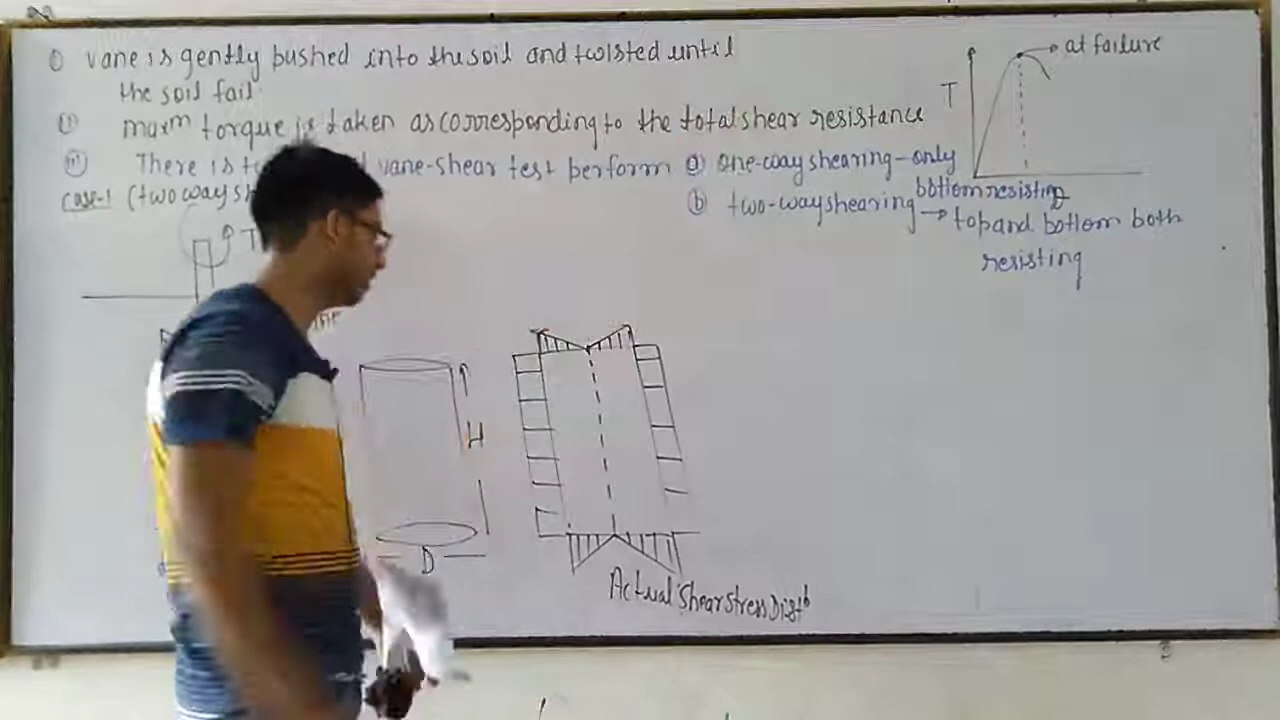 ① vane is gently pushed into the soil and twisted until
the soil fail
maxm torque is taken as corresponding to the total shear resistance
There is vane-shear test perform ⓐ one-way shearing - only
bottom resisting
case-1 (two way
ⓑ two-way shearing → top and bottom both
resisting
T
at failure
T
H
D
Actual shear stress Distb